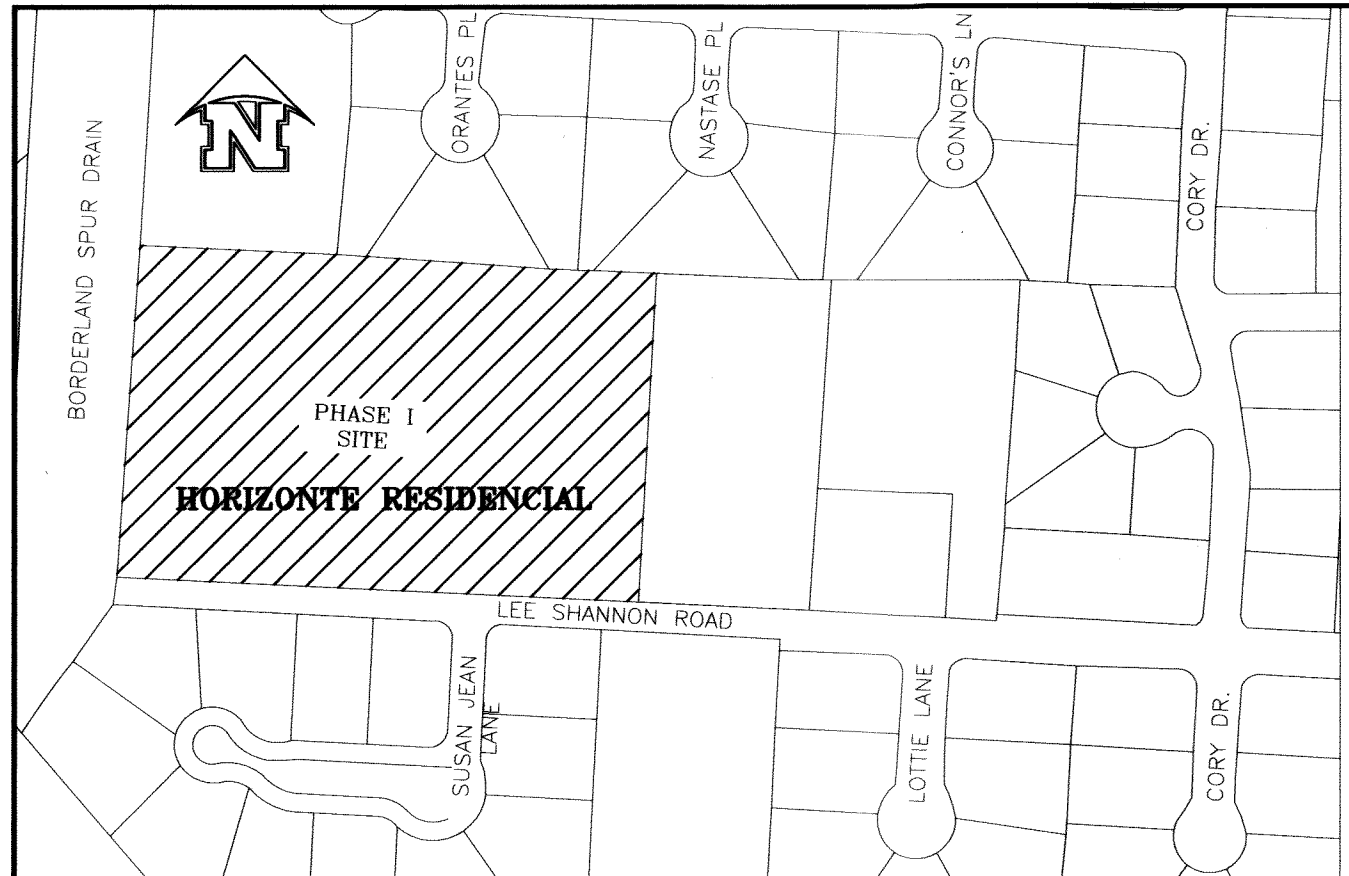 ORANTES PL
NASTASE PL
CONNOR'S LN
CORY DR.
BORDERLAND SPUR DRAIN
N
PHASE I
SITE
HORIZONTE RESIDENCIAL
LEE SHANNON ROAD
SUSAN JEAN
LANE
LOTTIE LANE
CORY DR.